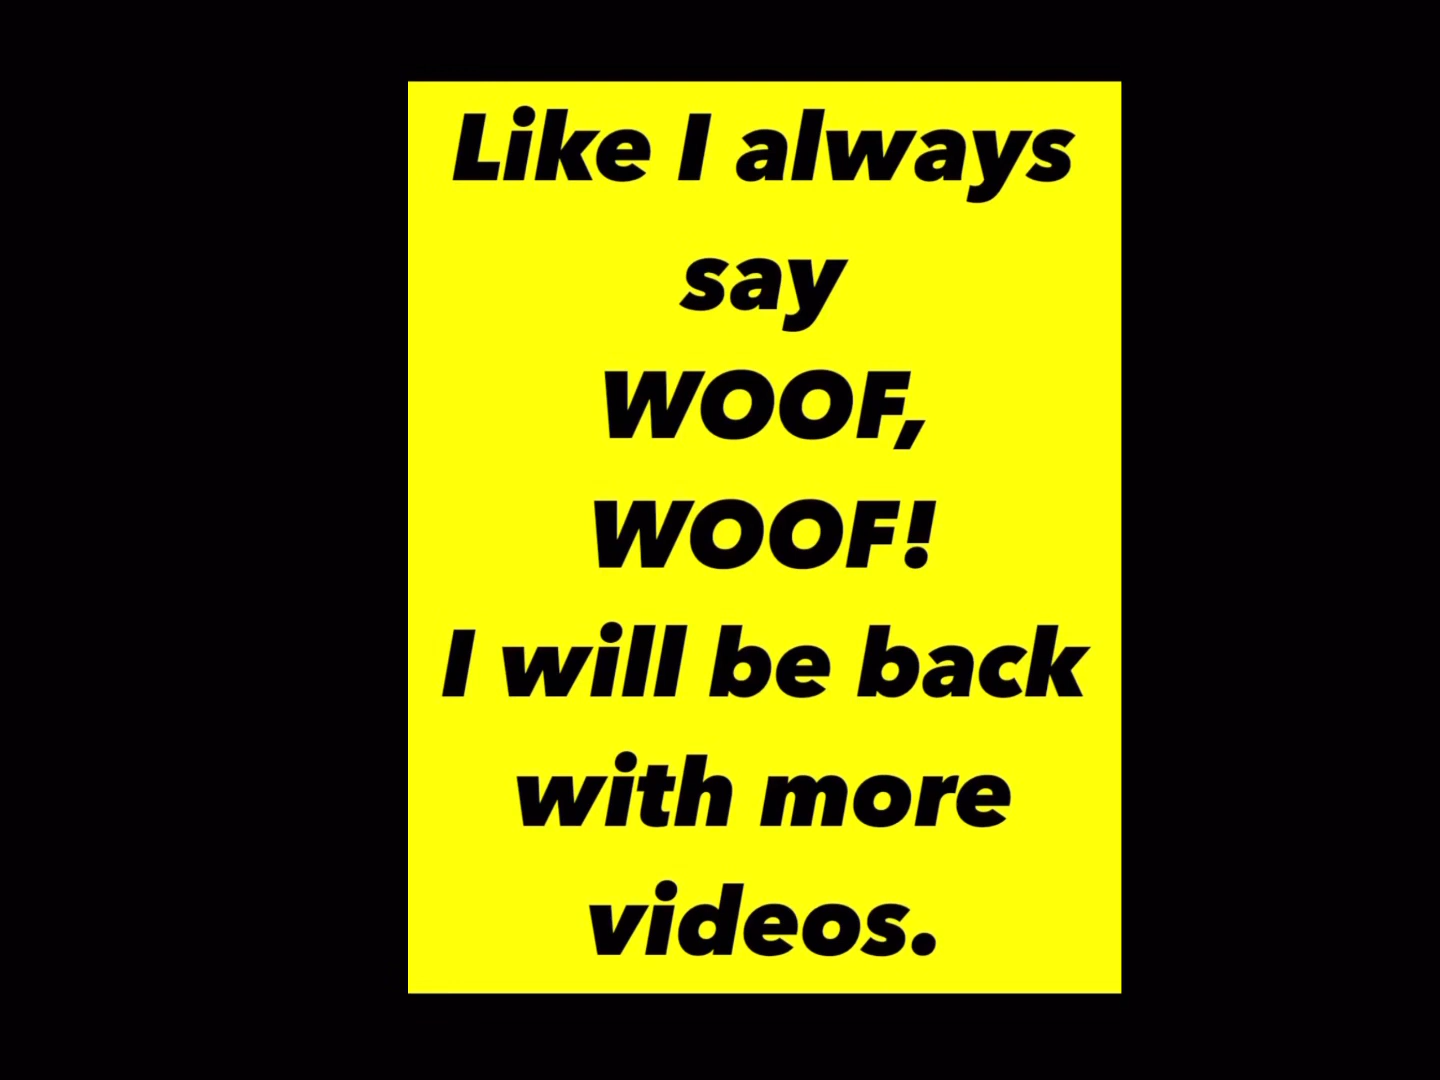 Like I always
say
WOOF,
WOOF!
I will be back
with more
videos.